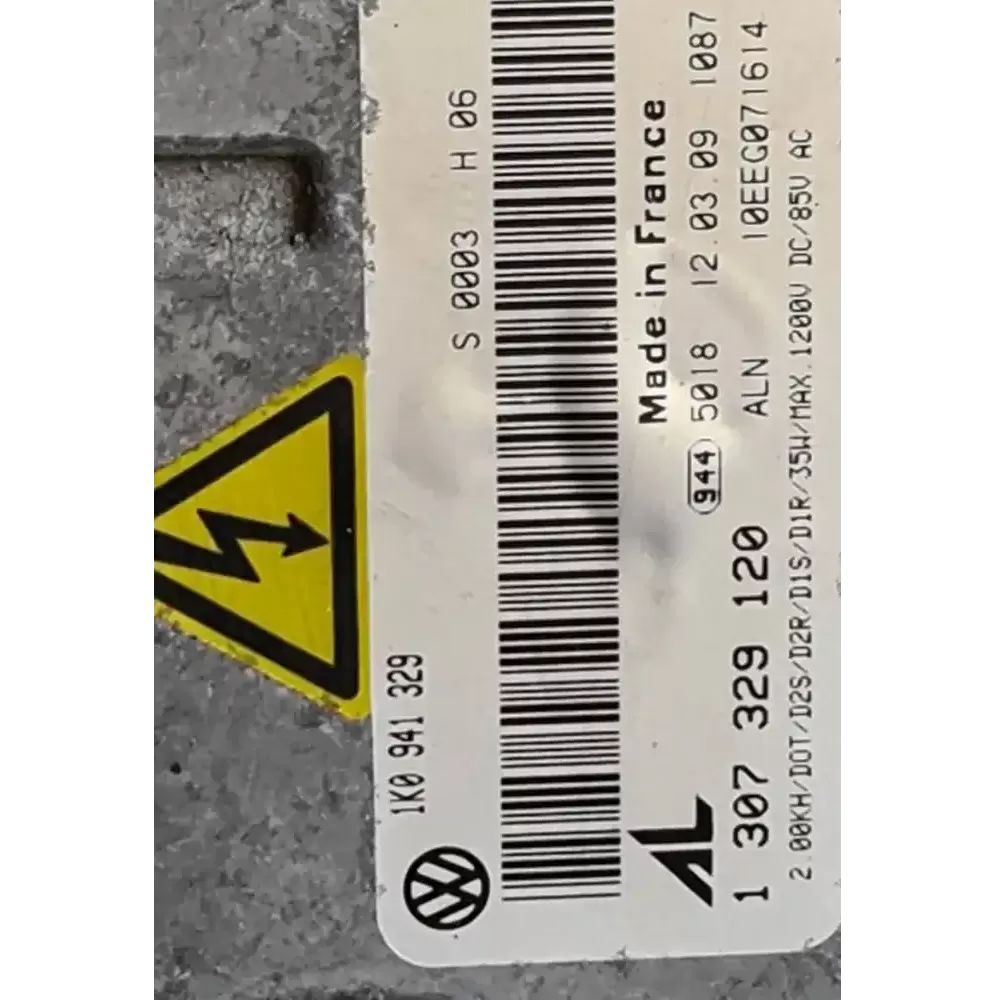 1K0 941 329
S 0003 H 06
Made in France
944 5018 12.03.09 1087
ALN 10EEG071614
AL
1 307 329 120
2.00KH/DOT/D2S/D2R/D1S/D1R/35W/MAX.1200V DC/85V AC